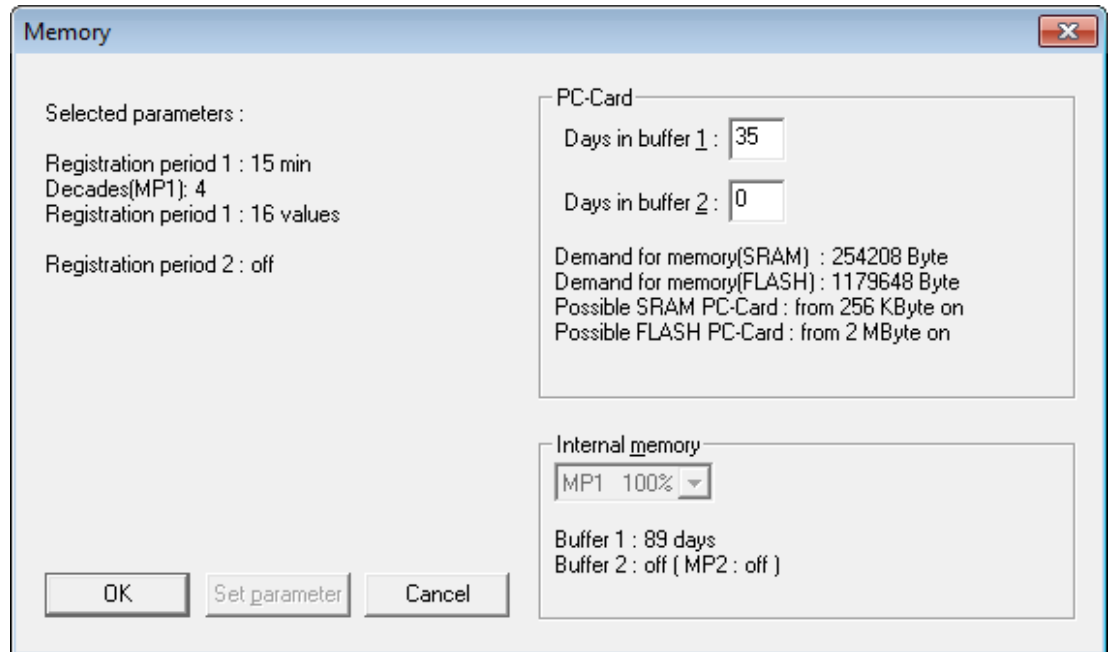 Memory
Selected parameters :
Registration period 1 : 15 min
Decades(MP1): 4
Registration period 1 : 16 values
Registration period 2 : off
PC-Card
Days in buffer 1 : 35
Days in buffer 2 : 0
Demand for memory(SRAM) : 254208 Byte
Demand for memory(FLASH) : 1179648 Byte
Possible SRAM PC-Card : from 256 KByte on
Possible FLASH PC-Card : from 2 MByte on
Internal memory
MP1 100%
Buffer 1 : 89 days
Buffer 2 : off ( MP2 : off )
OK Set parameter Cancel